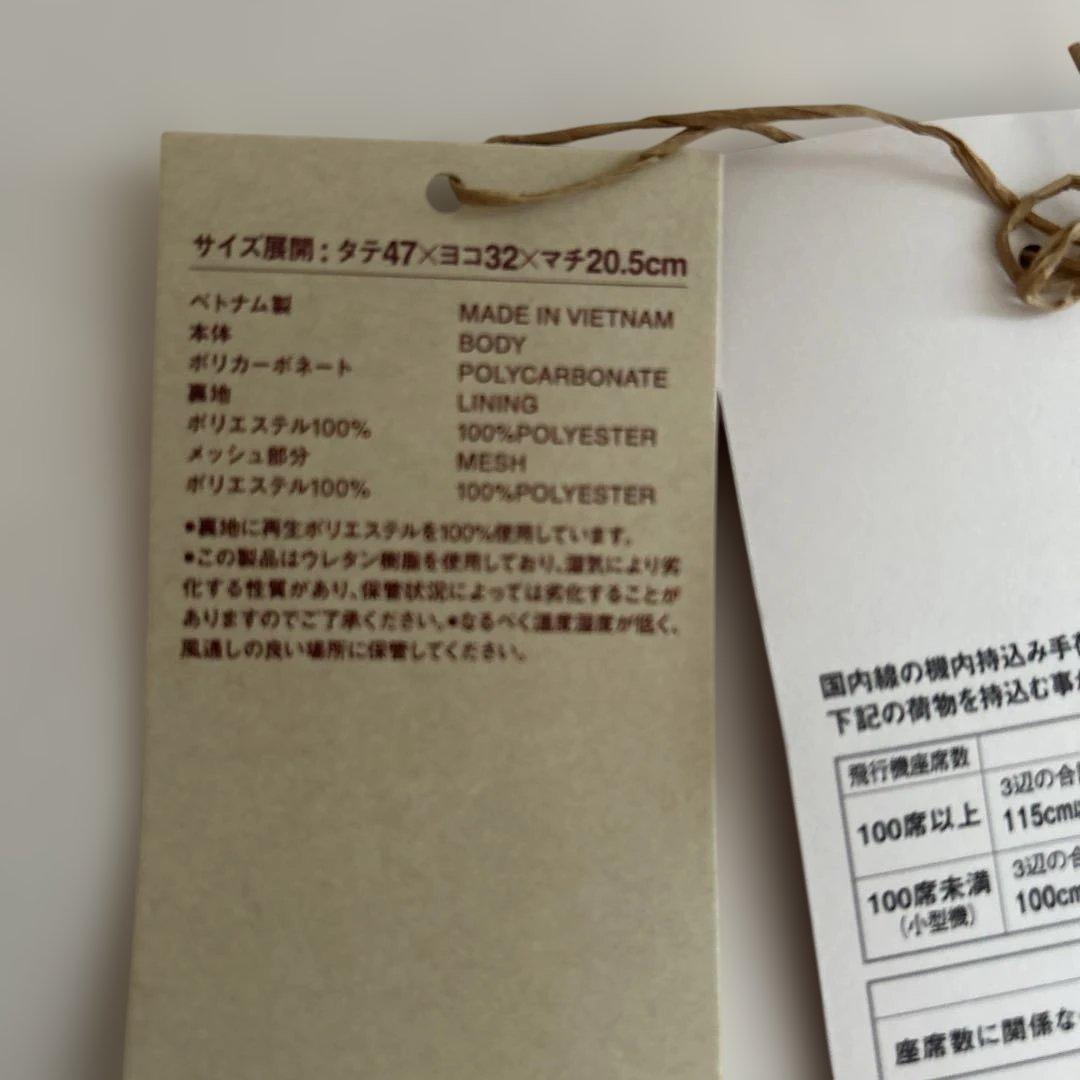 サイズ展開：タテ47×ヨコ32×マチ20.5cm
ベトナム製 MADE IN VIETNAM
本体 BODY
ポリカーボネート POLYCARBONATE
裏地 LINING
ポリエステル100% 100%POLYESTER
メッシュ部分 MESH
ポリエステル100% 100%POLYESTER
●裏地に再生ポリエステルを100%使用しています。
●この製品はウレタン樹脂を使用しており、湿気により劣
化する性質があり、保管状況によっては劣化することが
ありますのでご了承ください。●なるべく温度湿度が低く、
風通しの良い場所に保管してください。
国内線の機内持込み手荷
下記の荷物を持込む事が
飛行機座席数
3辺の合
100席以上 115cm以
3辺の合
100席未満 100cm
（小型機）
座席数に関係な